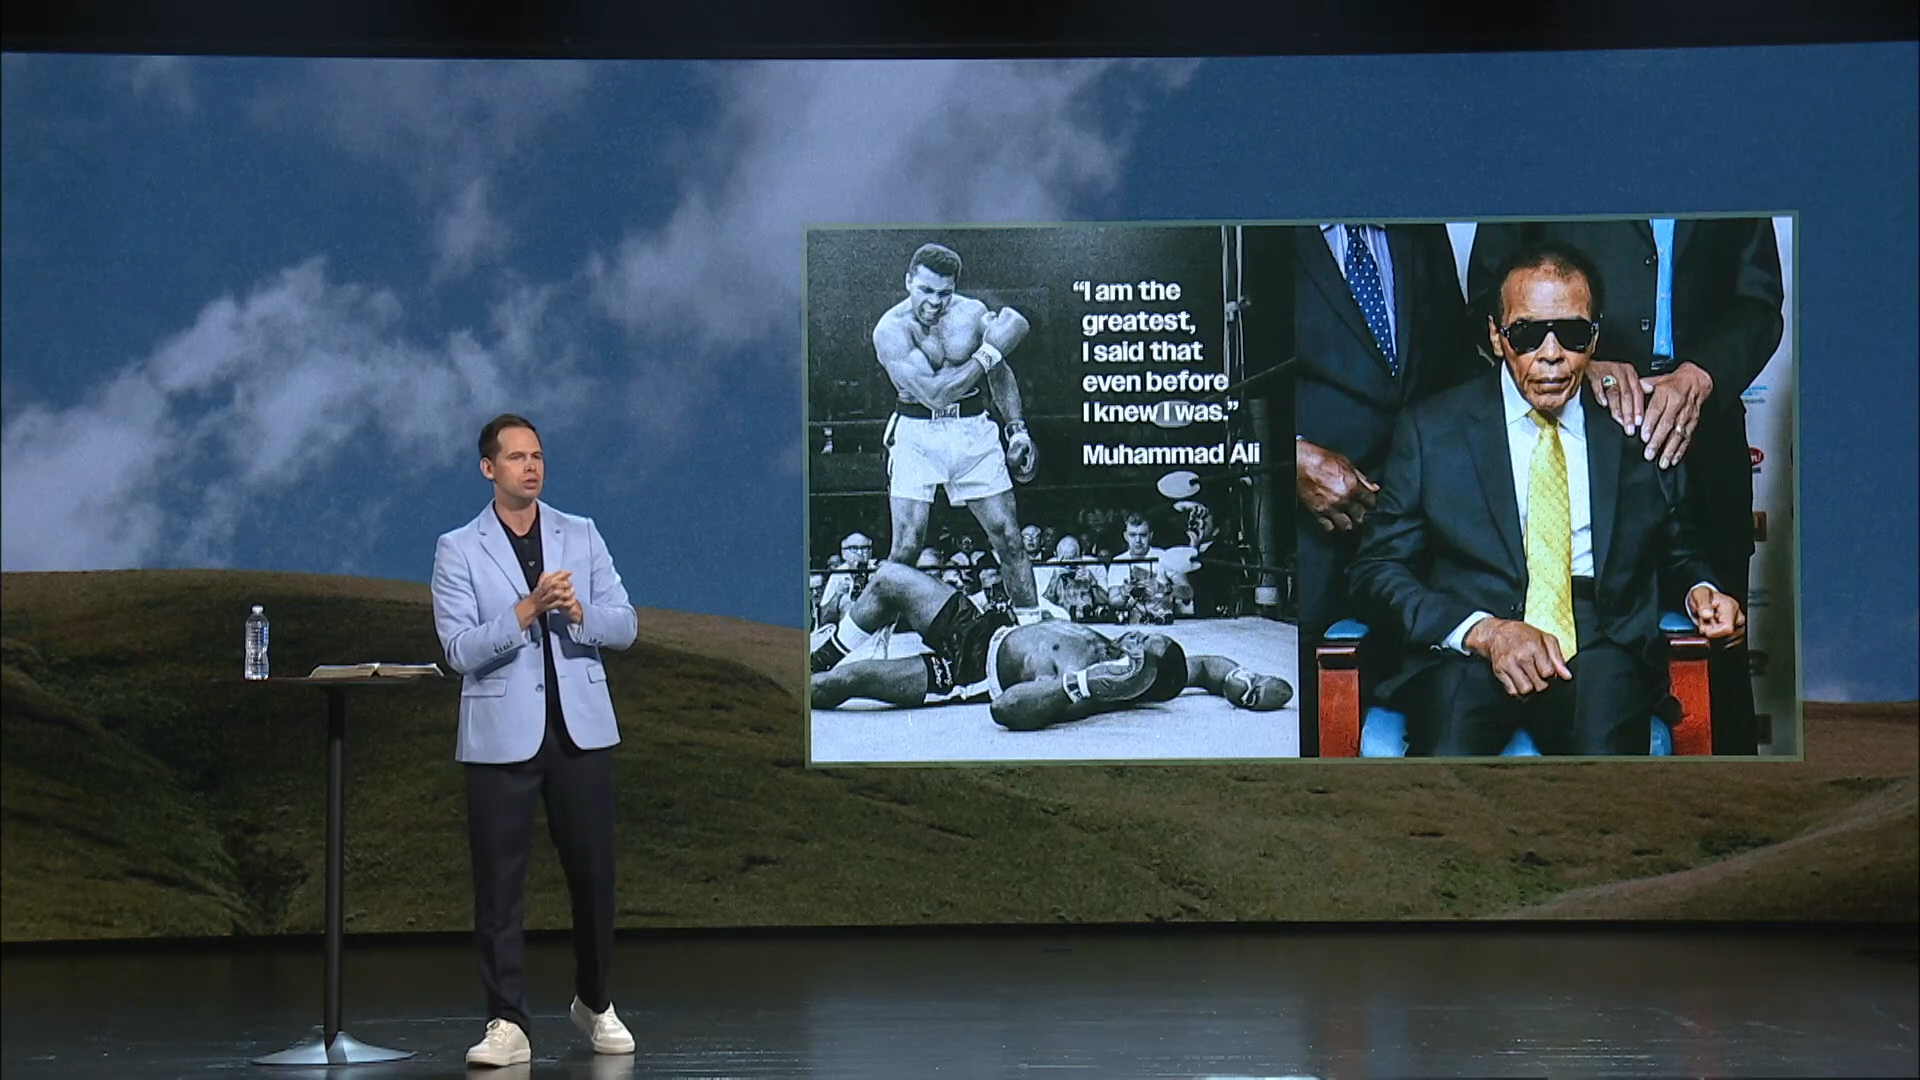 “I am the
greatest,
I said that
even before
I knew I was.”
Muhammad Ali